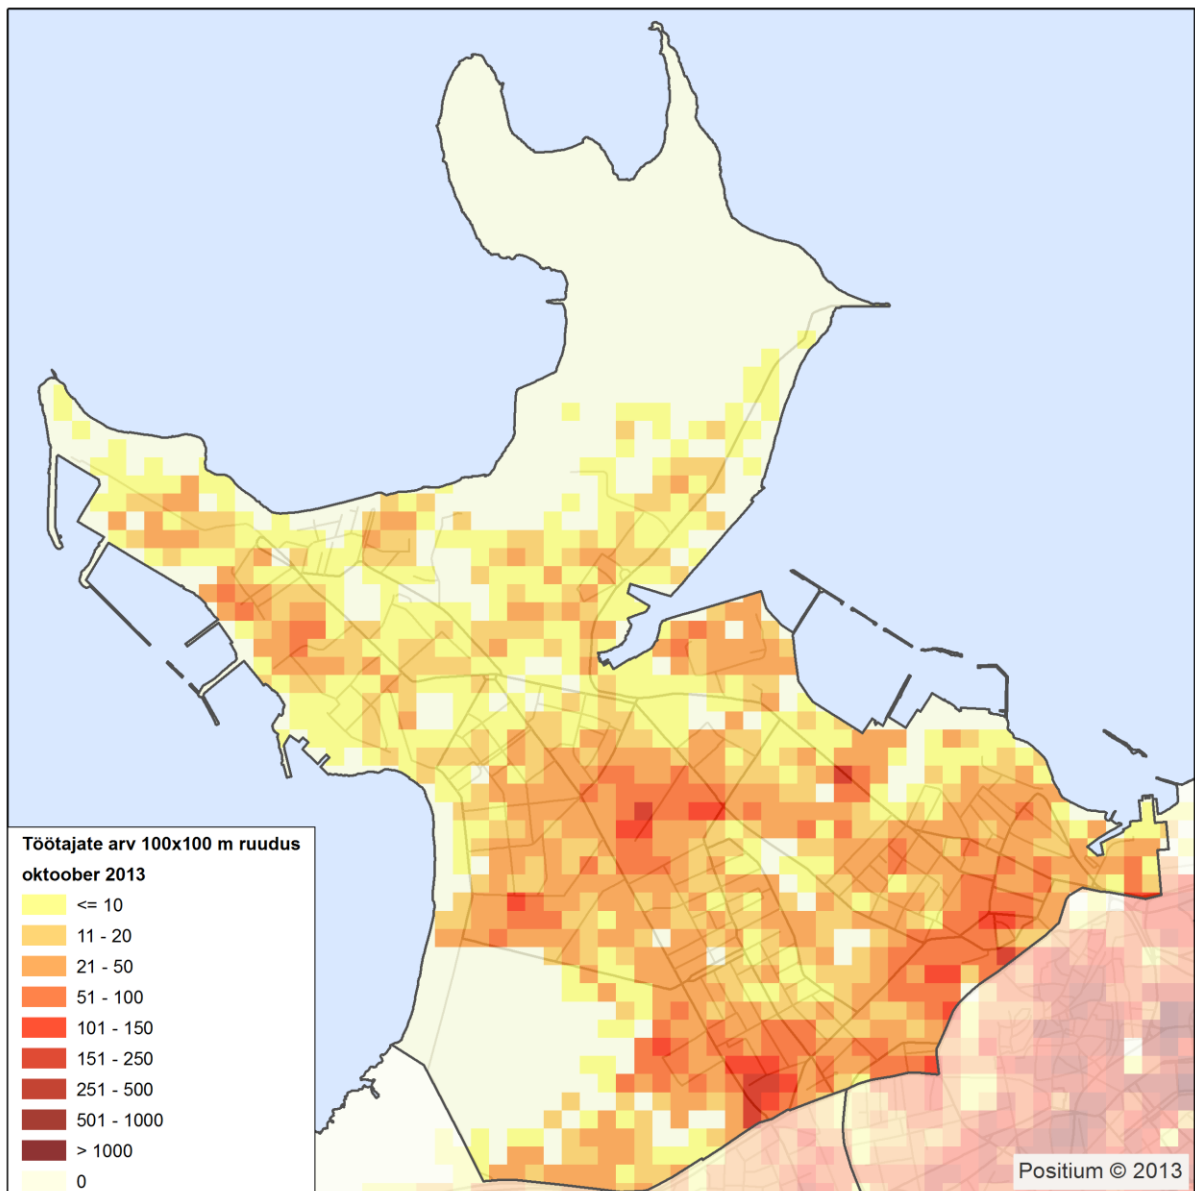 Töötajate arv 100x100 m ruudus
oktoober 2013
<= 10
11 - 20
21 - 50
51 - 100
101 - 150
151 - 250
251 - 500
501 - 1000
> 1000
0
Positium © 2013